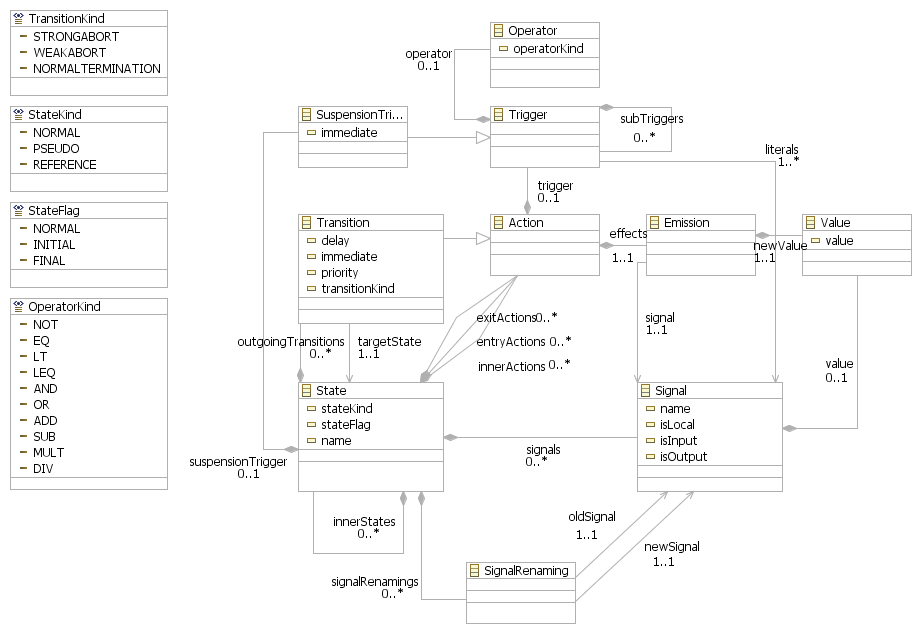 TransitionKind
STRONGABORT
WEAKABORT
NORMALTERMINATION
StateKind
NORMAL
PSEUDO
REFERENCE
StateFlag
NORMAL
INITIAL
FINAL
OperatorKind
NOT
EQ
LT
LEQ
AND
OR
ADD
SUB
MULT
DIV
Operator
operatorKind
operator
0..1
SuspensionTri...
immediate
Trigger
subTriggers
0..*
literals
1..*
trigger
0..1
Transition
delay
immediate
priority
transitionKind
Action
effects
1..1
Emission
newValue
1..1
Value
value
outgoingTransitions
0..*
targetState
1..1
exitActions0..*
entryActions 0..*
innerActions 0..*
signal
1..1
value
0..1
State
stateKind
stateFlag
name
suspensionTrigger
0..1
signals
0..*
Signal
name
isLocal
isInput
isOutput
innerStates
0..*
oldSignal
1..1
newSignal
1..1
signalRenamings
0..*
SignalRenaming